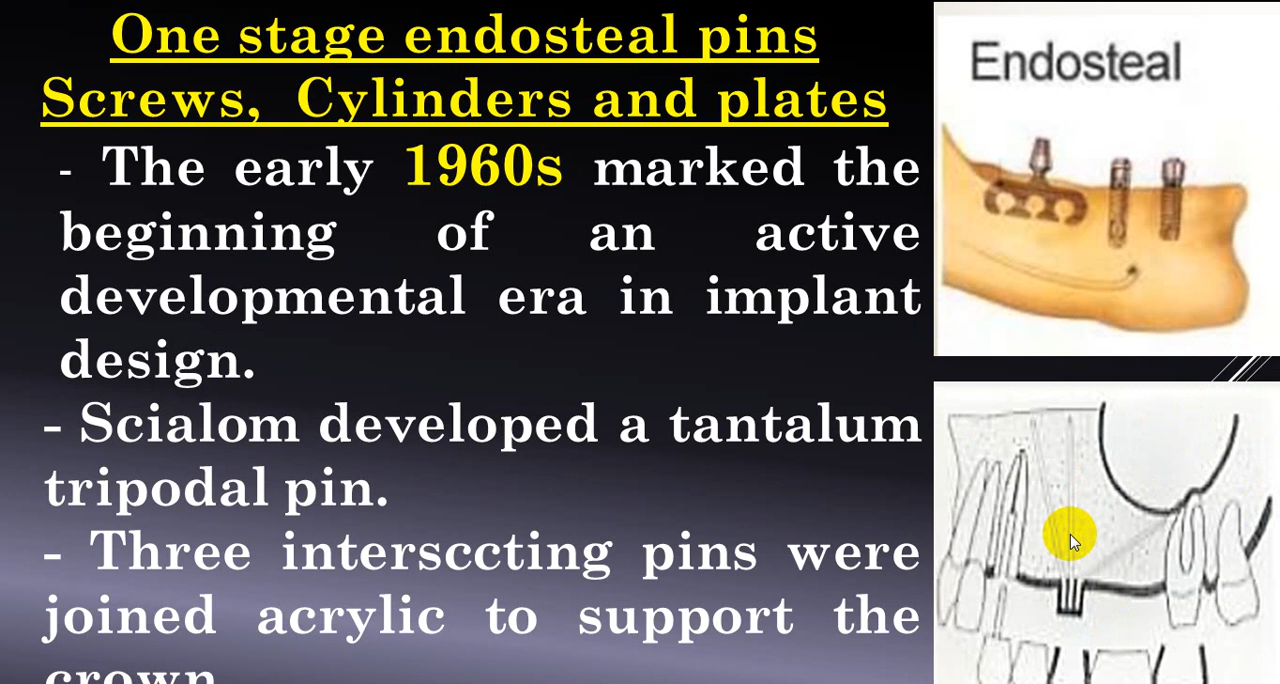 One stage endosteal pins
Screws, Cylinders and plates
- The early 1960s marked the
beginning of an active
developmental era in implant
design.
- Scialom developed a tantalum
tripodal pin.
- Three intersccting pins were
joined acrylic to support the
crown
Endosteal